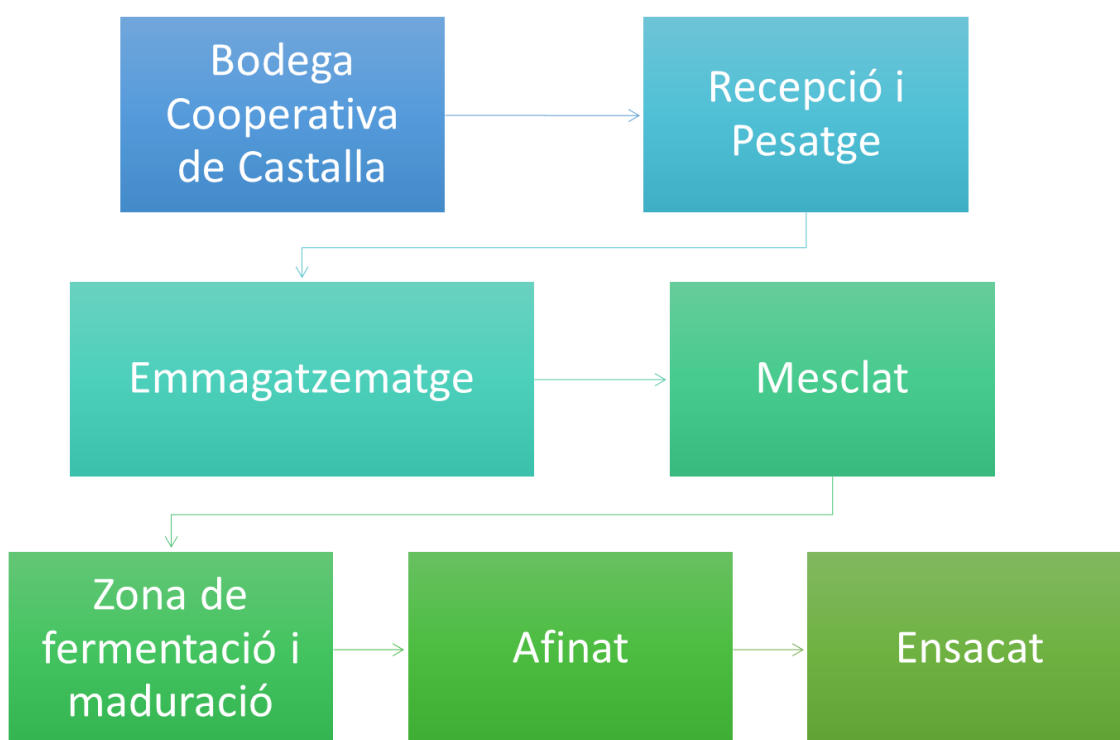 Bodega
Cooperativa
de Castalla
Recepció i
Pesatge
Emmagatzematge
Mesclat
Zona de
fermentació i
maduració
Afinat
Ensacat